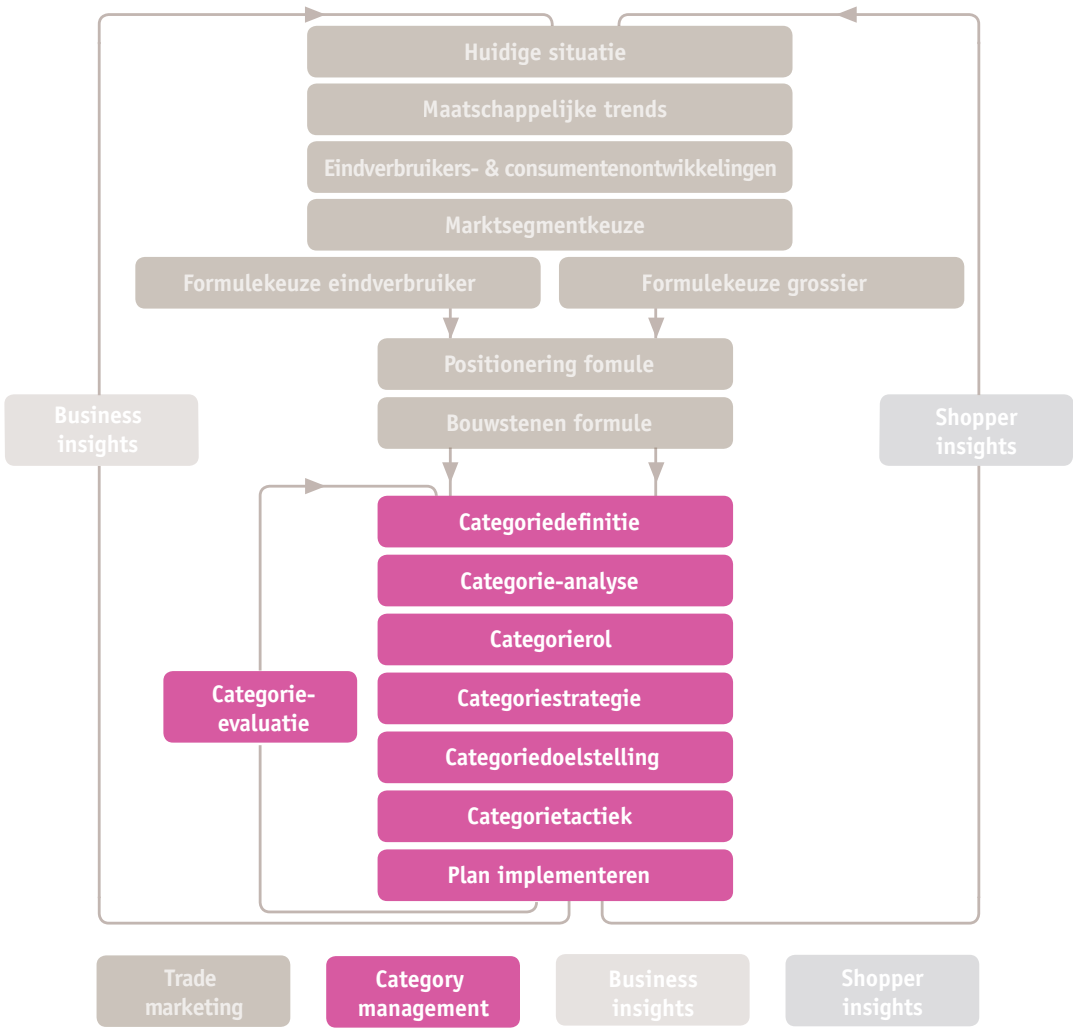 Huidige situatie
Maatschappelijke trends
Eindverbruikers- & consumentenontwikkelingen
Marktsegmentkeuze
Formulekeuze eindverbruiker
Formulekeuze grossier
Positionering fomule
Business
insights
Bouwstenen formule
Shopper
insights
Categoriedefinitie
Categorie-analyse
Categorierol
Categorie-
evaluatie
Categoriestrategie
Categoriedoelstelling
Categorietactiek
Plan implementeren
Trade
marketing
Category
management
Business
insights
Shopper
insights